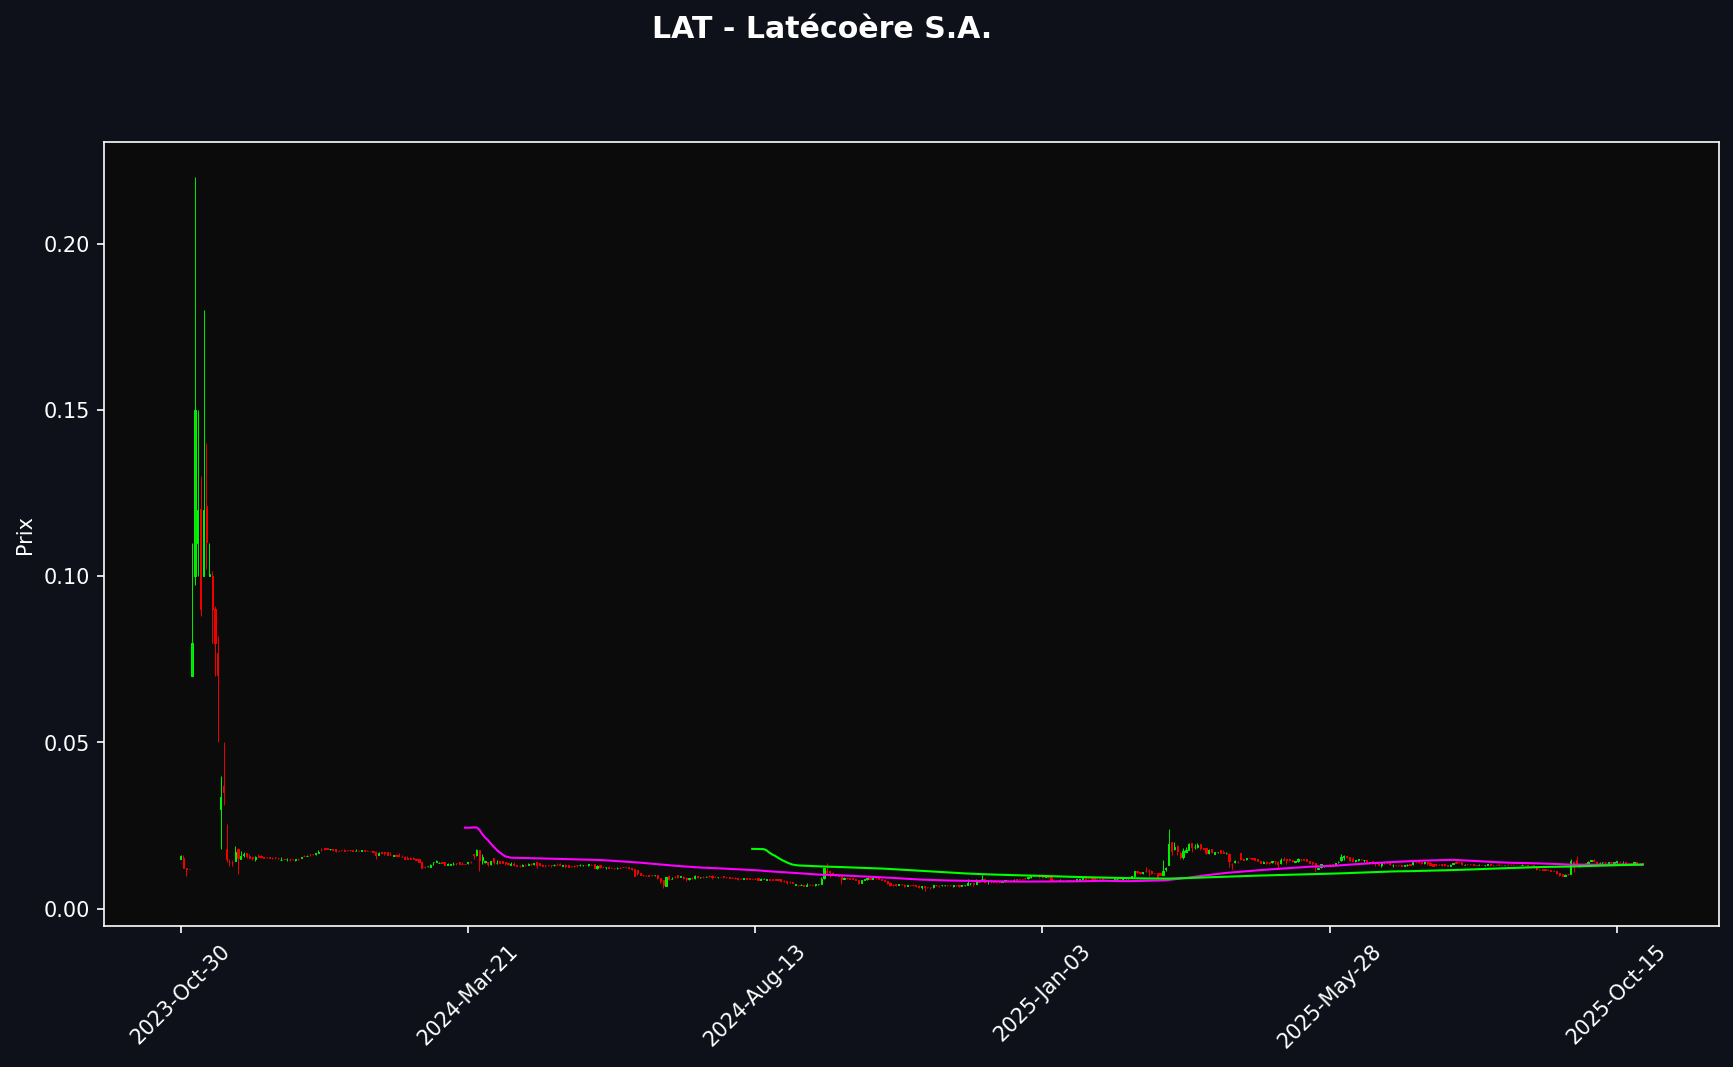 LAT - Latécoère S.A.
Prix
0.20
0.15
0.10
0.05
0.00
2023-Oct-30
2024-Mar-21
2024-Aug-13
2025-Jan-03
2025-May-28
2025-Oct-15